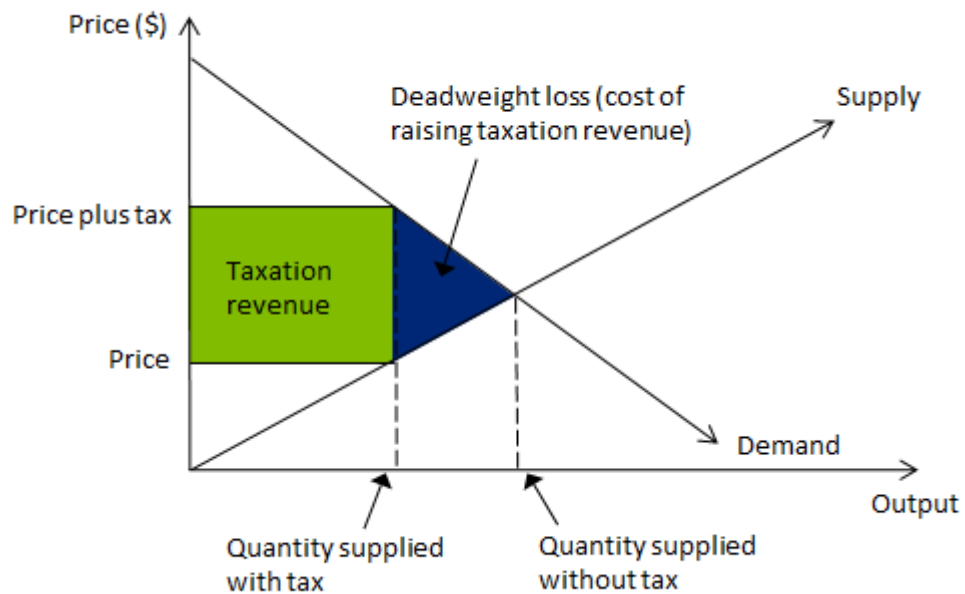 Price ($)
Deadweight loss (cost of
raising taxation revenue)
Supply
Price plus tax
Taxation
revenue
Price
Demand
Output
Quantity supplied
with tax
Quantity supplied
without tax